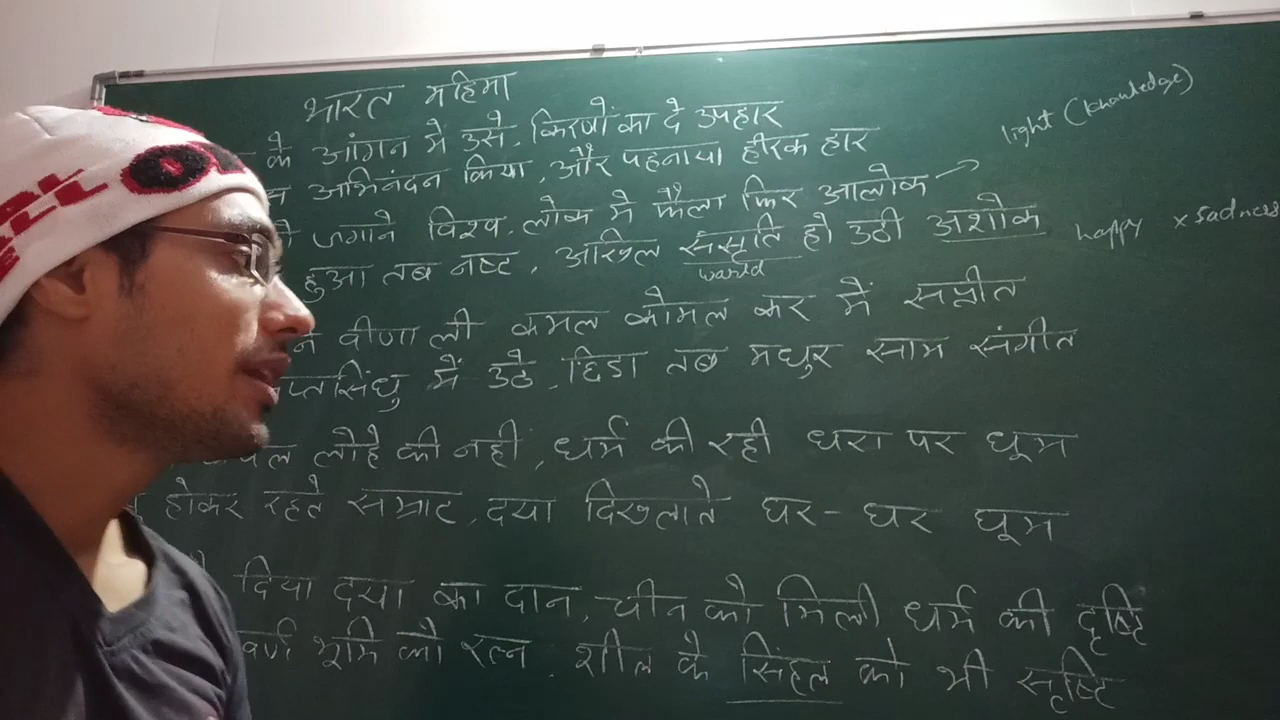 भारत महिमा
के आंगन में उसे, किरणों का दे उपहार
अभिनंदन किया, और पहनाया हीरक हार
जगाने विश्व, लोक में फैला फिर आलोक → light (knowledge)
हुआ तब नष्ट, अखिल संसृति हो उठी अशोक happy x sadness
world
ने वीणा ली कमल कोमल कर में सप्रीत
सप्तसिंधु में उठे, छिड़ा तब मधुर साम संगीत
लोहे की नही, धर्म की रही धरा पर धूम
होकर रहते सम्राट, दया दिखलाते घर-घर घूम
दिया दया का दान, चीन को मिली धर्म की दृष्टि
भूमि को रत्न, शील के सिंहल को भी सृष्टि